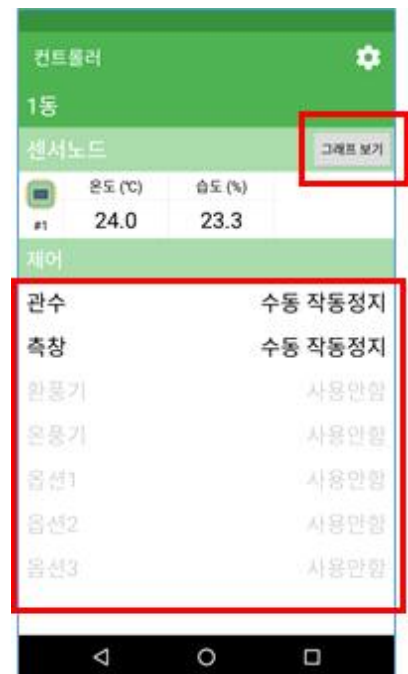 컨트롤러
1동
센서노드 그래프 보기
온도 (℃) 습도 (%)
#1 24.0 23.3
제어
관수 수동 작동정지
측창 수동 작동정지
환풍기 사용안함
온풍기 사용안함
옵션1 사용안함
옵션2 사용안함
옵션3 사용안함